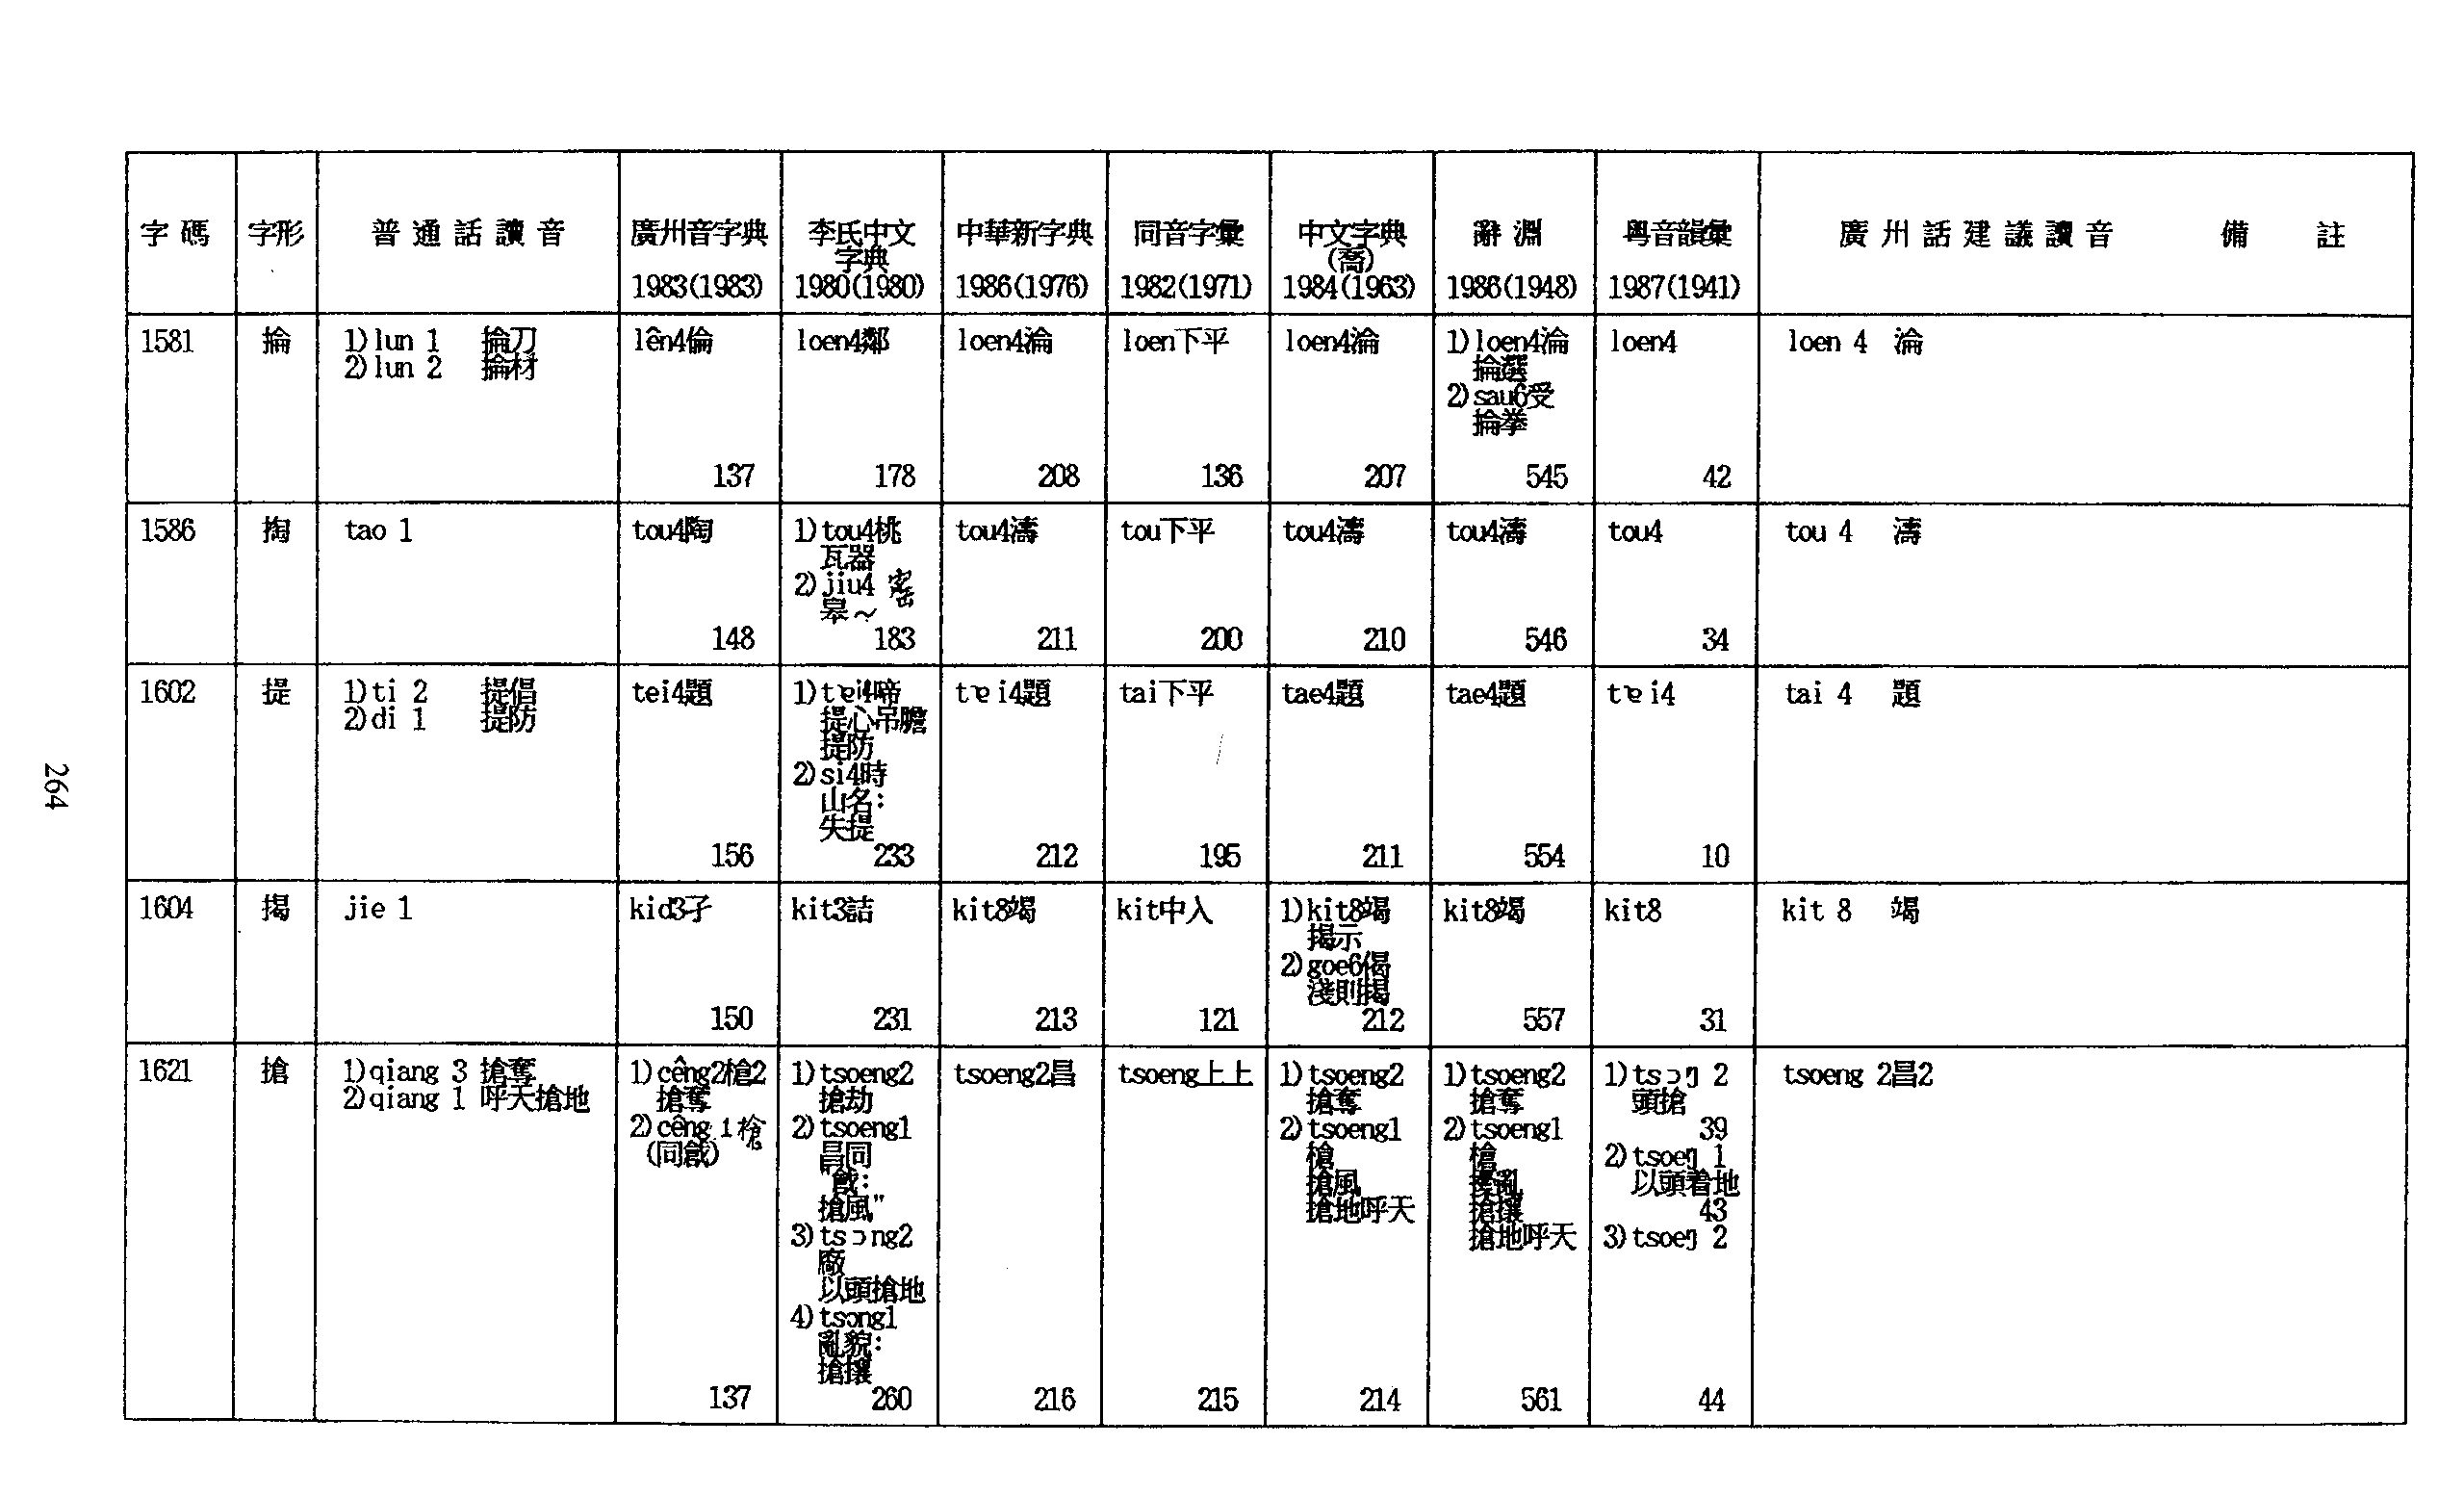 字 碼 字形 普 通 話 讀 音 廣州音字典 李氏中文 中華新字典 同音字彙 中文字典 辭 淵 粤音韻彙 廣 州 話 建 議 讀 音 備 註
字典 (喬)
1983(1983) 1980(1980) 1986(1976) 1982(1971) 1984(1963) 1986(1948) 1987(1941)
1581 掄 1)lun 1 掄刀 lên4倫 loen4鄰 loen4淪 loen下平 loen4淪 1)loen4淪 loen4 loen 4 淪
2)lun 2 掄材 掄選
2)sau6受
掄拳
137 178 208 136 207 545 42
1586 掏 tao 1 tou4陶 1)tou4桃 tou4濤 tou下平 tou4濤 tou4濤 tou4 tou 4 濤
瓦器
2)jiu4 窰
皋～
148 183 211 200 210 546 34
1602 提 1)ti 2 提倡 tei4題 1)tɐi4啼 tɐi4題 tai下平 tae4題 tae4題 tɐi4 tai 4 題
2)di 1 提防 提心吊膽
提防
2)si4時
山名:
失提
156 233 212 195 211 554 10
1604 揭 jie 1 kid3孑 kit3詰 kit8竭 kit中入 1)kit8竭 kit8竭 kit8 kit 8 竭
揭示
2)goe6偈
淺則揭
150 231 213 121 212 557 31
1621 搶 1)qiang 3 搶奪 1)cêng2槍2 1)tsoeng2 tsoeng2昌 tsoeng上上 1)tsoeng2 1)tsoeng2 1)tsɔŋ 2 tsoeng 2昌2
2)qiang 1 呼天搶地 搶奪 搶劫 搶奪 搶奪 頭搶
2)cêng 1槍 2)tsoeng1 2)tsoeng1 2)tsoeng1 39
(同戧) 昌同 槍 槍 2)tsoeŋ 1
戧: 搶風 擾亂 以頭着地
搶風" 搶地呼天 搶攘 43
3)tsɔng2 搶地呼天 3)tsoeŋ 2
廠
以頭搶地
4)tsɔng1
亂貌:
搶攘
137 260 216 215 214 561 44
264